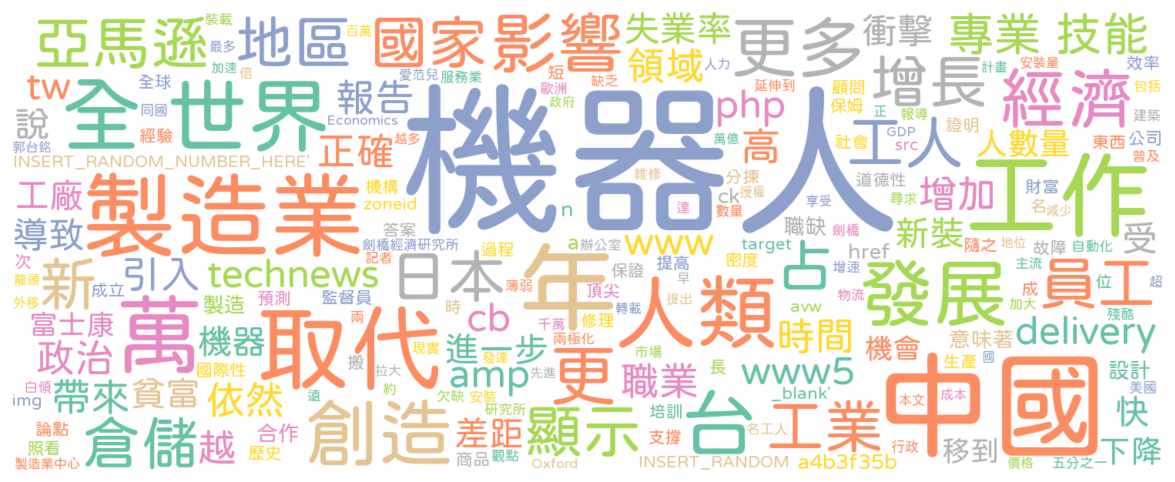 亞馬遜
裝載
最多
加速
地區
百萬
倍
國家影響
失業率
人力
更多
衝擊
專業 技能
領域
tw
全球
同國
愛范兒
服務業
短
歐洲
政府
缺乏
延伸到
顧問
保姆
計畫
安裝量
效率
包括
全世界
報告
Economics
php
萬億
正
報導
增長
經濟
說
郭台銘
經驗
越多
正確
機器人
高
社會
GDP
src
證明
建築
東西
公司
普及
INSERT_RANDOM_NUMBER_HERE'
維修
分揀
工人
人數量
工廠
製造業
機構
zoneid
ck
授權
數量
達
享受
道德性
尋求
增加
財富
名
減少
工作
導致
答案
n
職缺
劍橋
新裝
受
次
劍橋經濟研究所
記者
過程
a
辦公室
www
target
href
隨之
地位
故障
自動化
龍頭
外移
新
成立
引入
technews
日本
年
保證
提高
早
密度
占
增速
主流
位
超
製造
預測
監督員
薄弱
頂尖
轉載
avw
物流
發展
成
加大
員工
殘酷
富士康
萬
機器
兩
取代
時
cb
千萬
修理
提出
人類
時間
意味著
delivery
政治
國際性
搬
現實
進一步
兩極化
市場
機會
生產
國
白領
img
帶來
貧富
依然
遠
拉大
約
發達
amp
先進
欠缺
安裝
更
職業
長
www5
_blank'
中國
本文
成本
設計
美國
論點
照看
製造業中心
倉儲
越
合作
歷史
創造
差距
商品
研究所
觀點
Oxford
顯示
培訓
支撐
台
名工人
工業
行政
移到
快
價格
五分之一
下降
INSERT_RANDOM
a4b3f35b